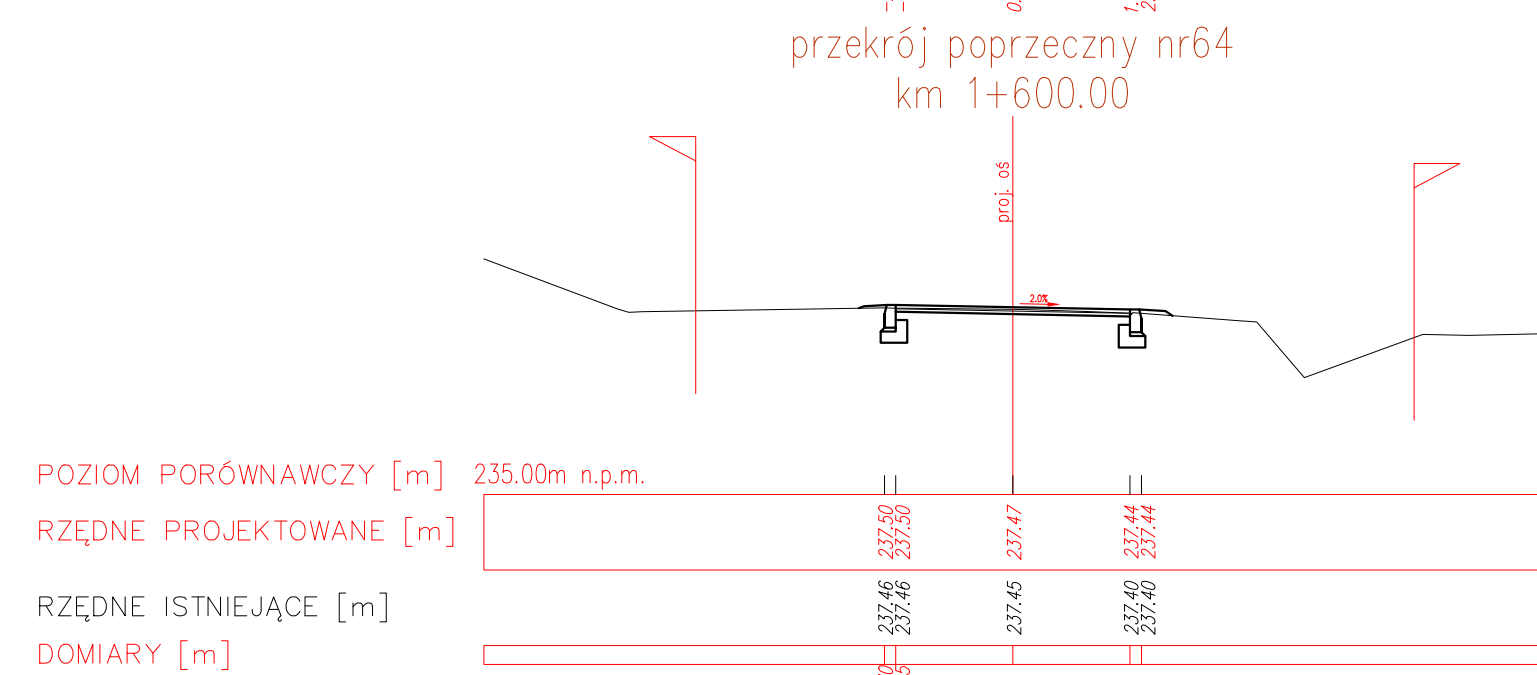 przekrój poprzeczny nr64
km 1+600.00
proj. oś
2.0%
POZIOM PORÓWNAWCZY [m] 235.00m n.p.m.
RZĘDNE PROJEKTOWANE [m] 237.50 237.50 237.47 237.44 237.44
RZĘDNE ISTNIEJĄCE [m] 237.46 237.46 237.45 237.40 237.40
DOMIARY [m]